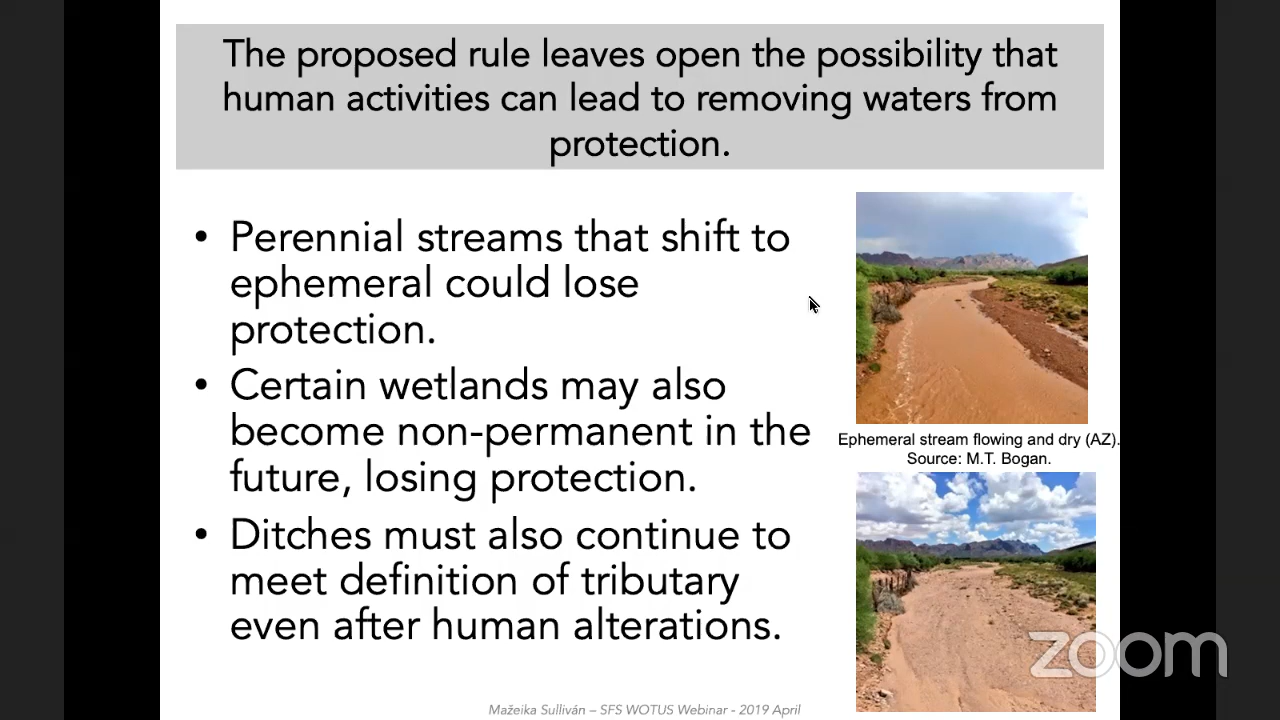 The proposed rule leaves open the possibility that
human activities can lead to removing waters from
protection.
• Perennial streams that shift to
ephemeral could lose
protection.
• Certain wetlands may also
become non-permanent in the
future, losing protection.
• Ditches must also continue to
meet definition of tributary
even after human alterations.
Ephemeral stream flowing and dry (AZ).
Source: M.T. Bogan.
zoom
Mažeika Sulliván – SFS WOTUS Webinar - 2019 April